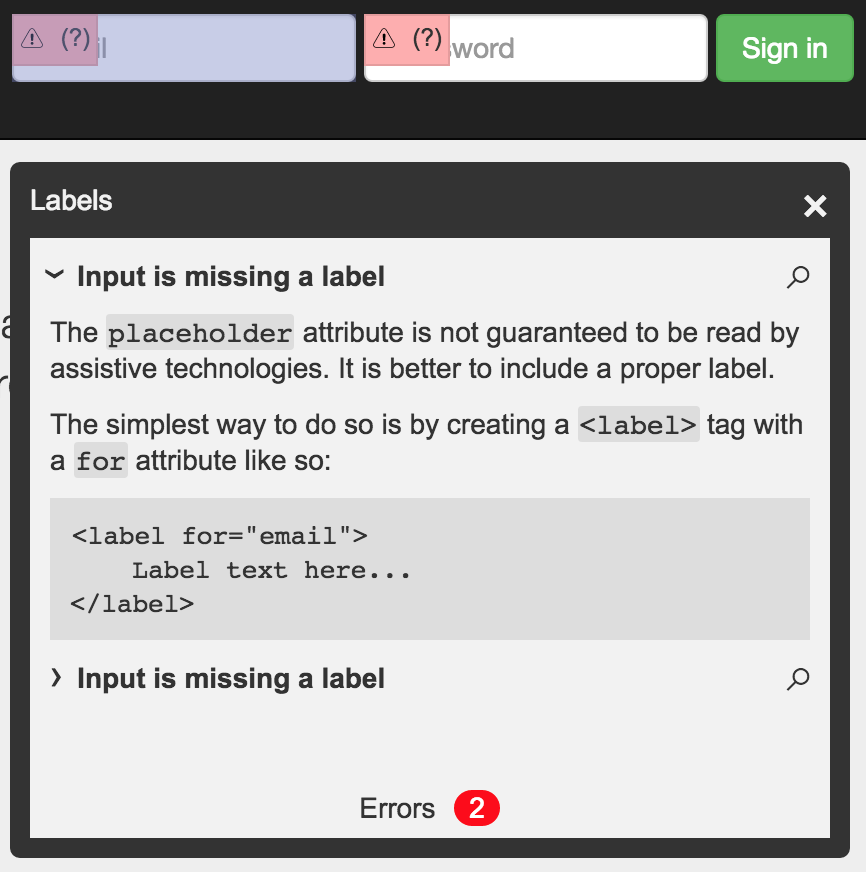 (?) il
(?) sword
Sign in
Labels
Input is missing a label
The placeholder attribute is not guaranteed to be read by
assistive technologies. It is better to include a proper label.
The simplest way to do so is by creating a <label> tag with
a for attribute like so:
<label for="email">
    Label text here...
</label>
Input is missing a label
Errors 2